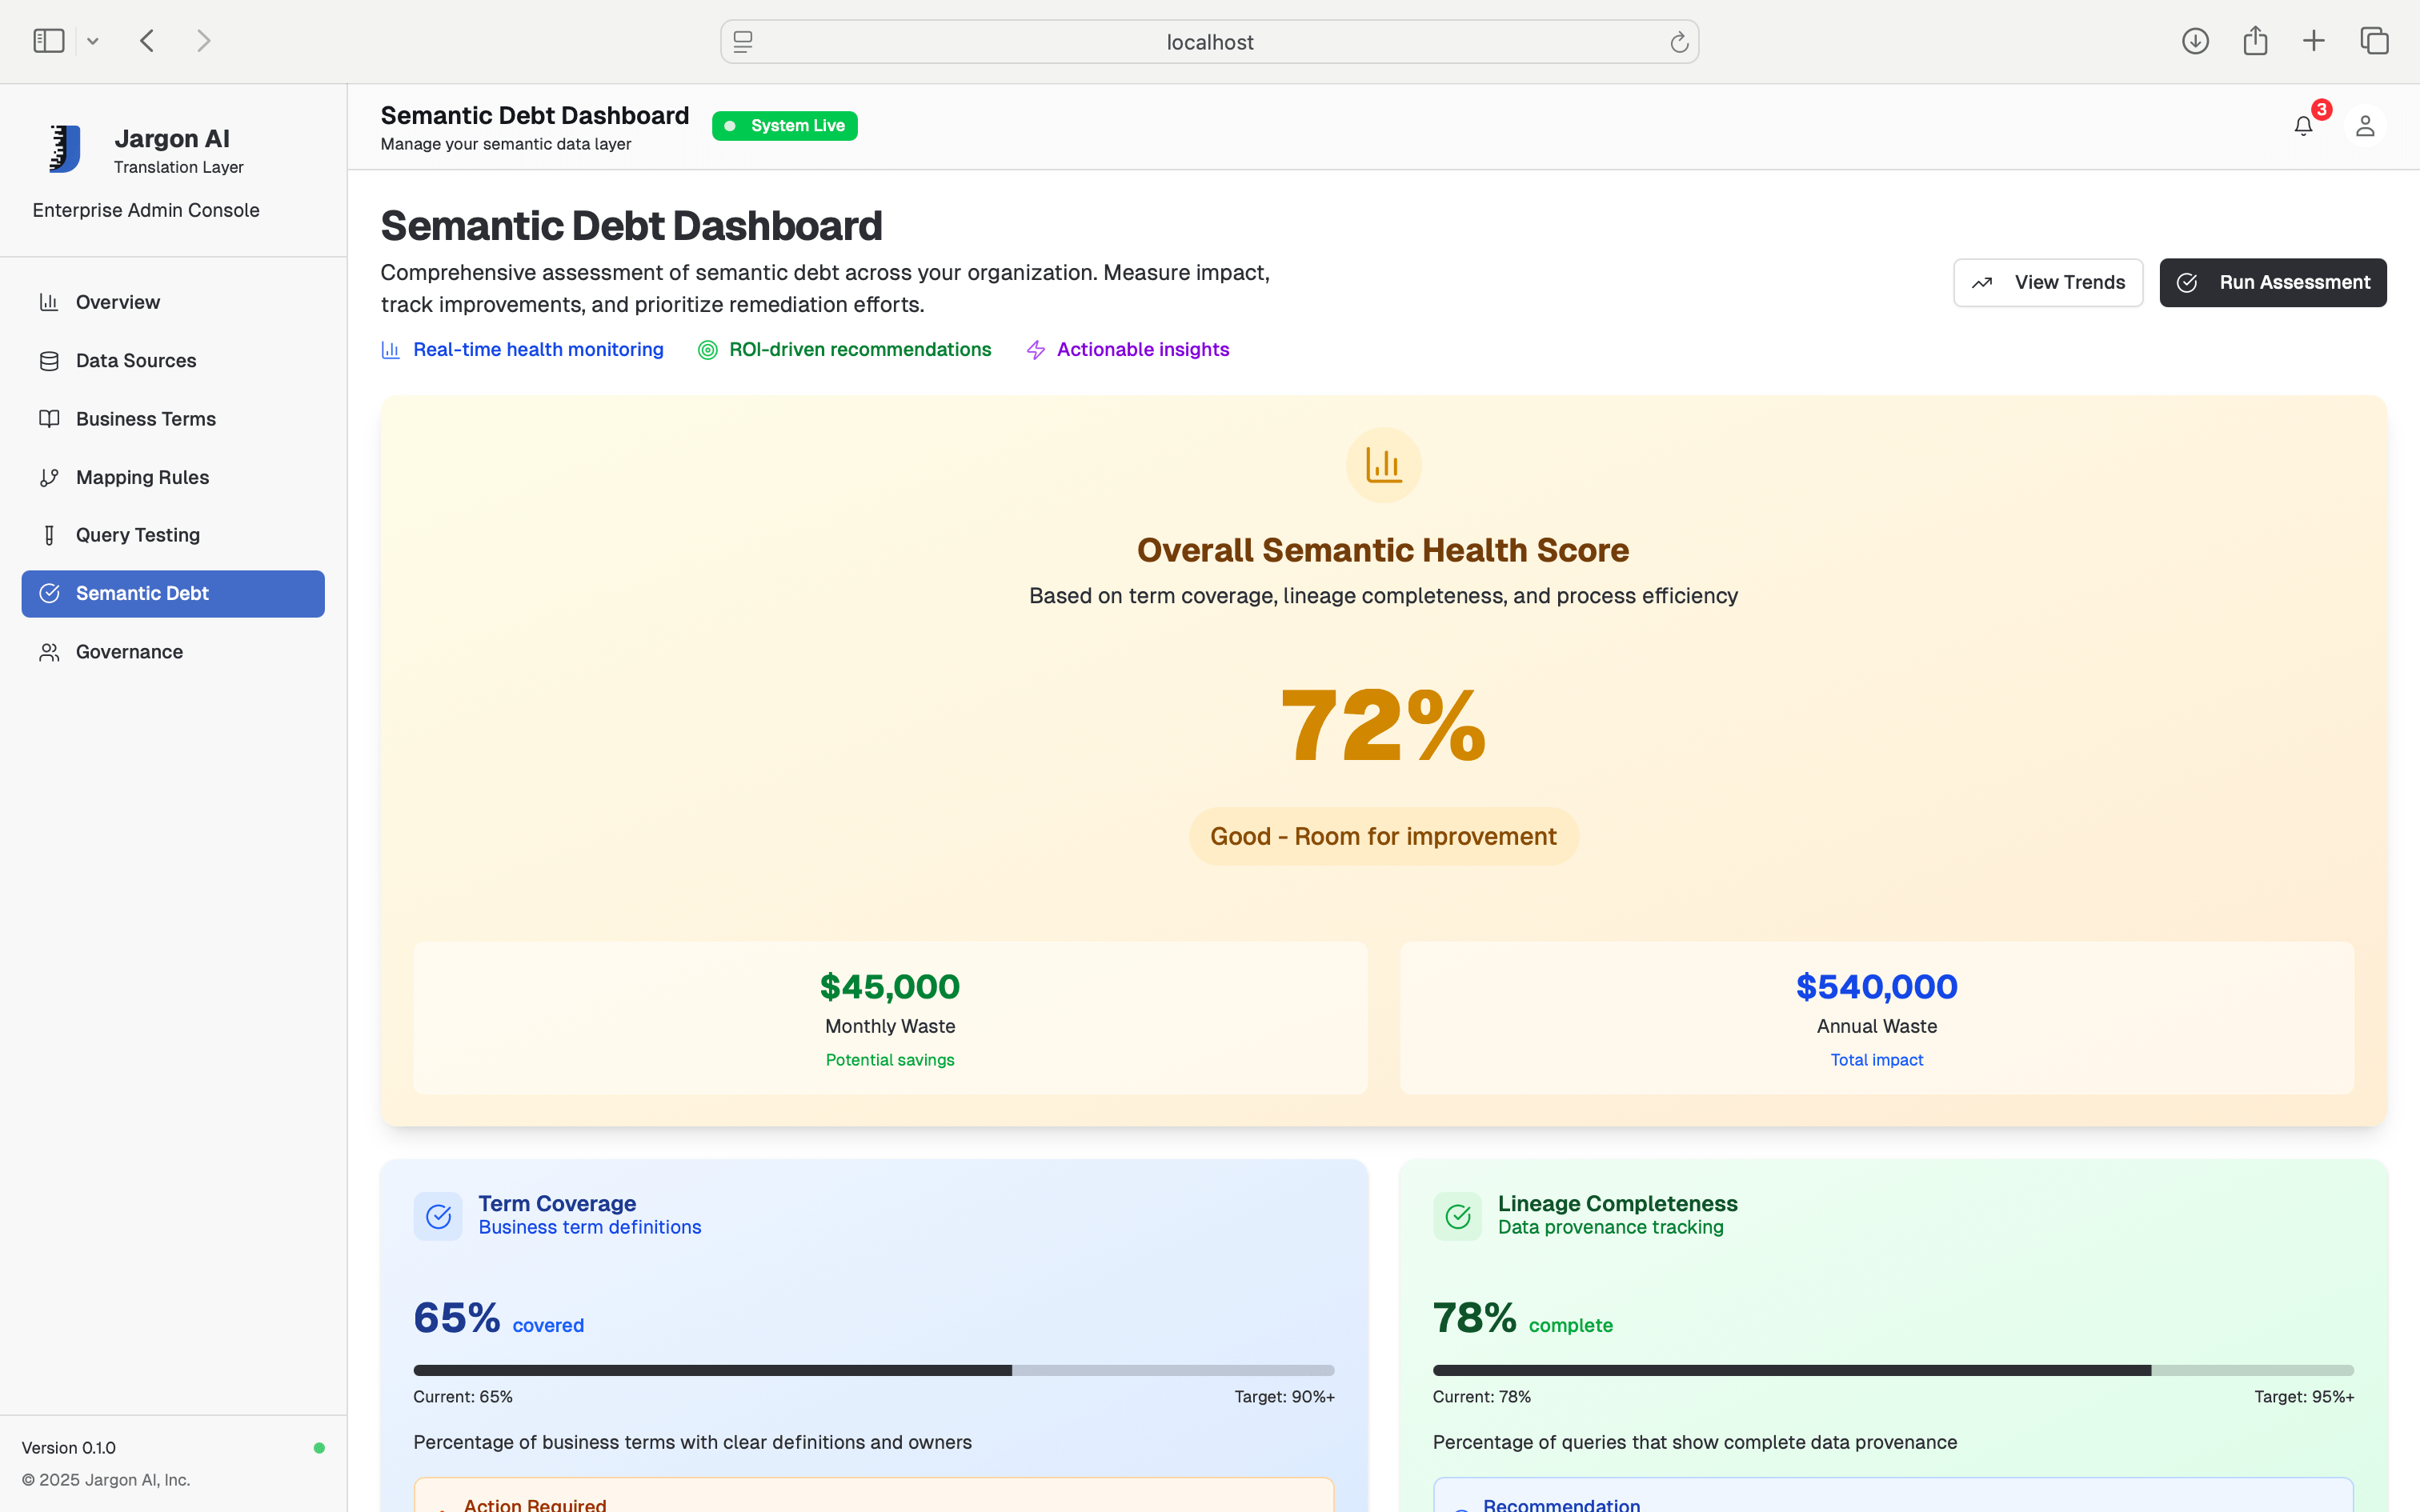 localhost
Jargon AI
Translation Layer
Enterprise Admin Console
Overview
Data Sources
Business Terms
Mapping Rules
Query Testing
Semantic Debt
Governance
Version 0.1.0
© 2025 Jargon AI, Inc.
Semantic Debt Dashboard
Manage your semantic data layer
System Live
3
Semantic Debt Dashboard
Comprehensive assessment of semantic debt across your organization. Measure impact,
track improvements, and prioritize remediation efforts.
Real-time health monitoring
ROI-driven recommendations
Actionable insights
View Trends
Run Assessment
Overall Semantic Health Score
Based on term coverage, lineage completeness, and process efficiency
72%
Good - Room for improvement
$45,000
Monthly Waste
Potential savings
$540,000
Annual Waste
Total impact
Term Coverage
Business term definitions
65% covered
Current: 65%
Target: 90%+
Percentage of business terms with clear definitions and owners
Action Required
Lineage Completeness
Data provenance tracking
78% complete
Current: 78%
Target: 95%+
Percentage of queries that show complete data provenance
Recommendation